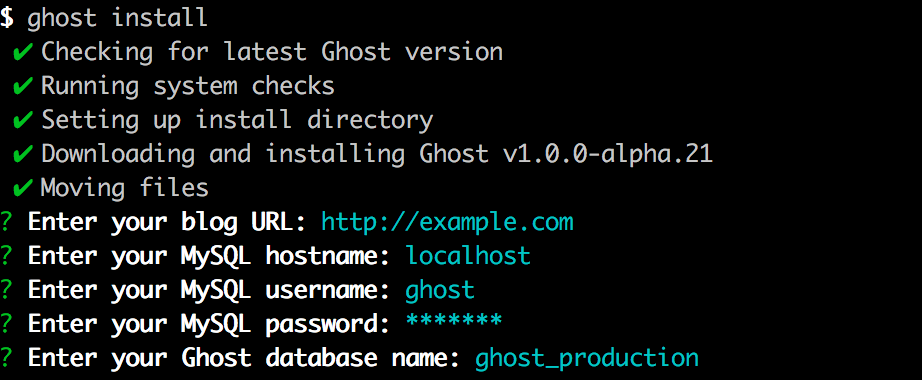 $ ghost install
✔ Checking for latest Ghost version
✔ Running system checks
✔ Setting up install directory
✔ Downloading and installing Ghost v1.0.0-alpha.21
✔ Moving files
? Enter your blog URL: http://example.com
? Enter your MySQL hostname: localhost
? Enter your MySQL username: ghost
? Enter your MySQL password: *******
? Enter your Ghost database name: ghost_production